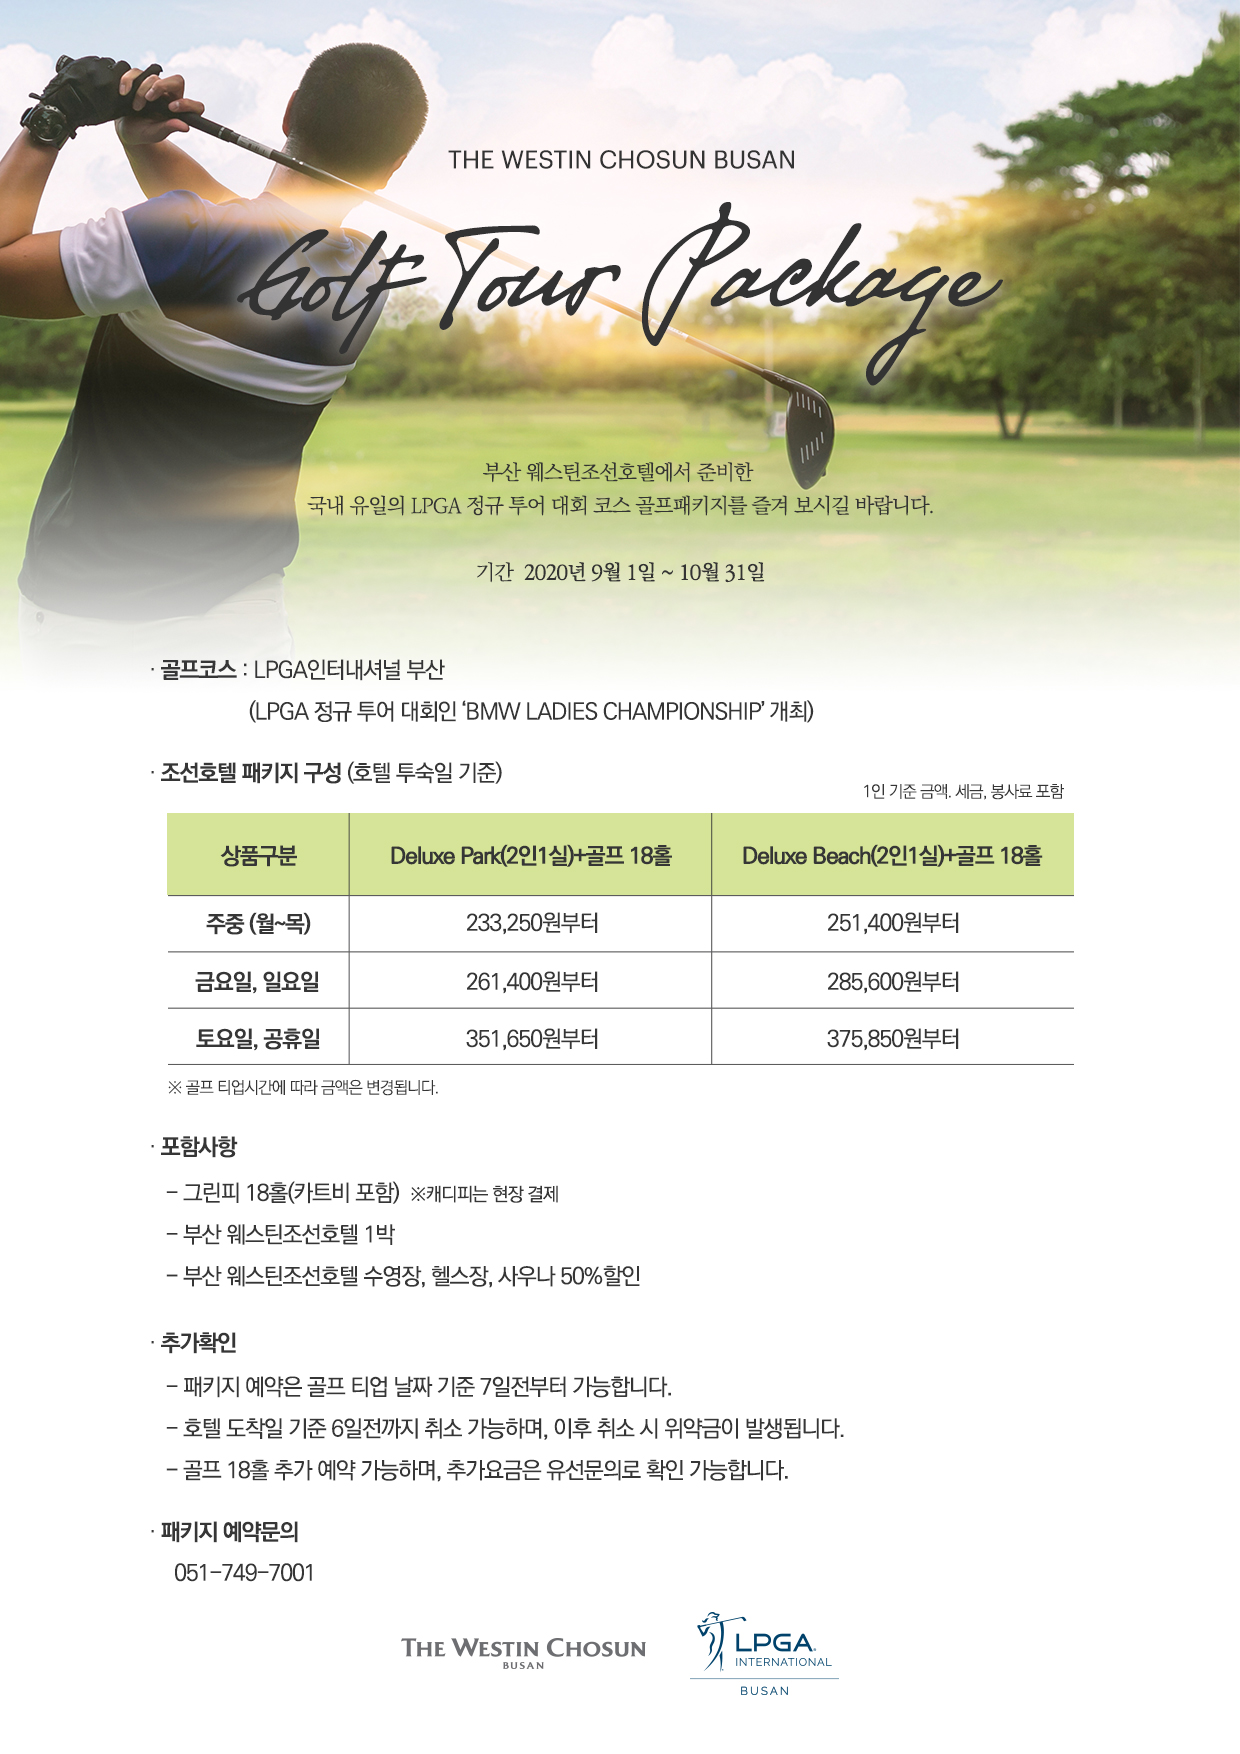 THE WESTIN CHOSUN BUSAN
Golf Tour Package
부산 웨스틴조선호텔에서 준비한
국내 유일의 LPGA 정규 투어 대회 코스 골프패키지를 즐겨 보시길 바랍니다.
기간 2020년 9월 1일 ~ 10월 31일
· 골프코스 : LPGA인터내셔널 부산
(LPGA 정규 투어 대회인 ‘BMW LADIES CHAMPIONSHIP’ 개최)
· 조선호텔 패키지 구성 (호텔 투숙일 기준)
1인 기준 금액. 세금, 봉사료 포함
상품구분 Deluxe Park(2인1실)+골프 18홀 Deluxe Beach(2인1실)+골프 18홀
주중 (월~목) 233,250원부터 251,400원부터
금요일, 일요일 261,400원부터 285,600원부터
토요일, 공휴일 351,650원부터 375,850원부터
※ 골프 티업시간에 따라 금액은 변경됩니다.
· 포함사항
– 그린피 18홀(카트비 포함) ※캐디피는 현장 결제
– 부산 웨스틴조선호텔 1박
– 부산 웨스틴조선호텔 수영장, 헬스장, 사우나 50%할인
· 추가확인
– 패키지 예약은 골프 티업 날짜 기준 7일전부터 가능합니다.
– 호텔 도착일 기준 6일전까지 취소 가능하며, 이후 취소 시 위약금이 발생됩니다.
– 골프 18홀 추가 예약 가능하며, 추가요금은 유선문의로 확인 가능합니다.
· 패키지 예약문의
051-749-7001
THE WESTIN CHOSUN
BUSAN
LPGA
INTERNATIONAL
BUSAN